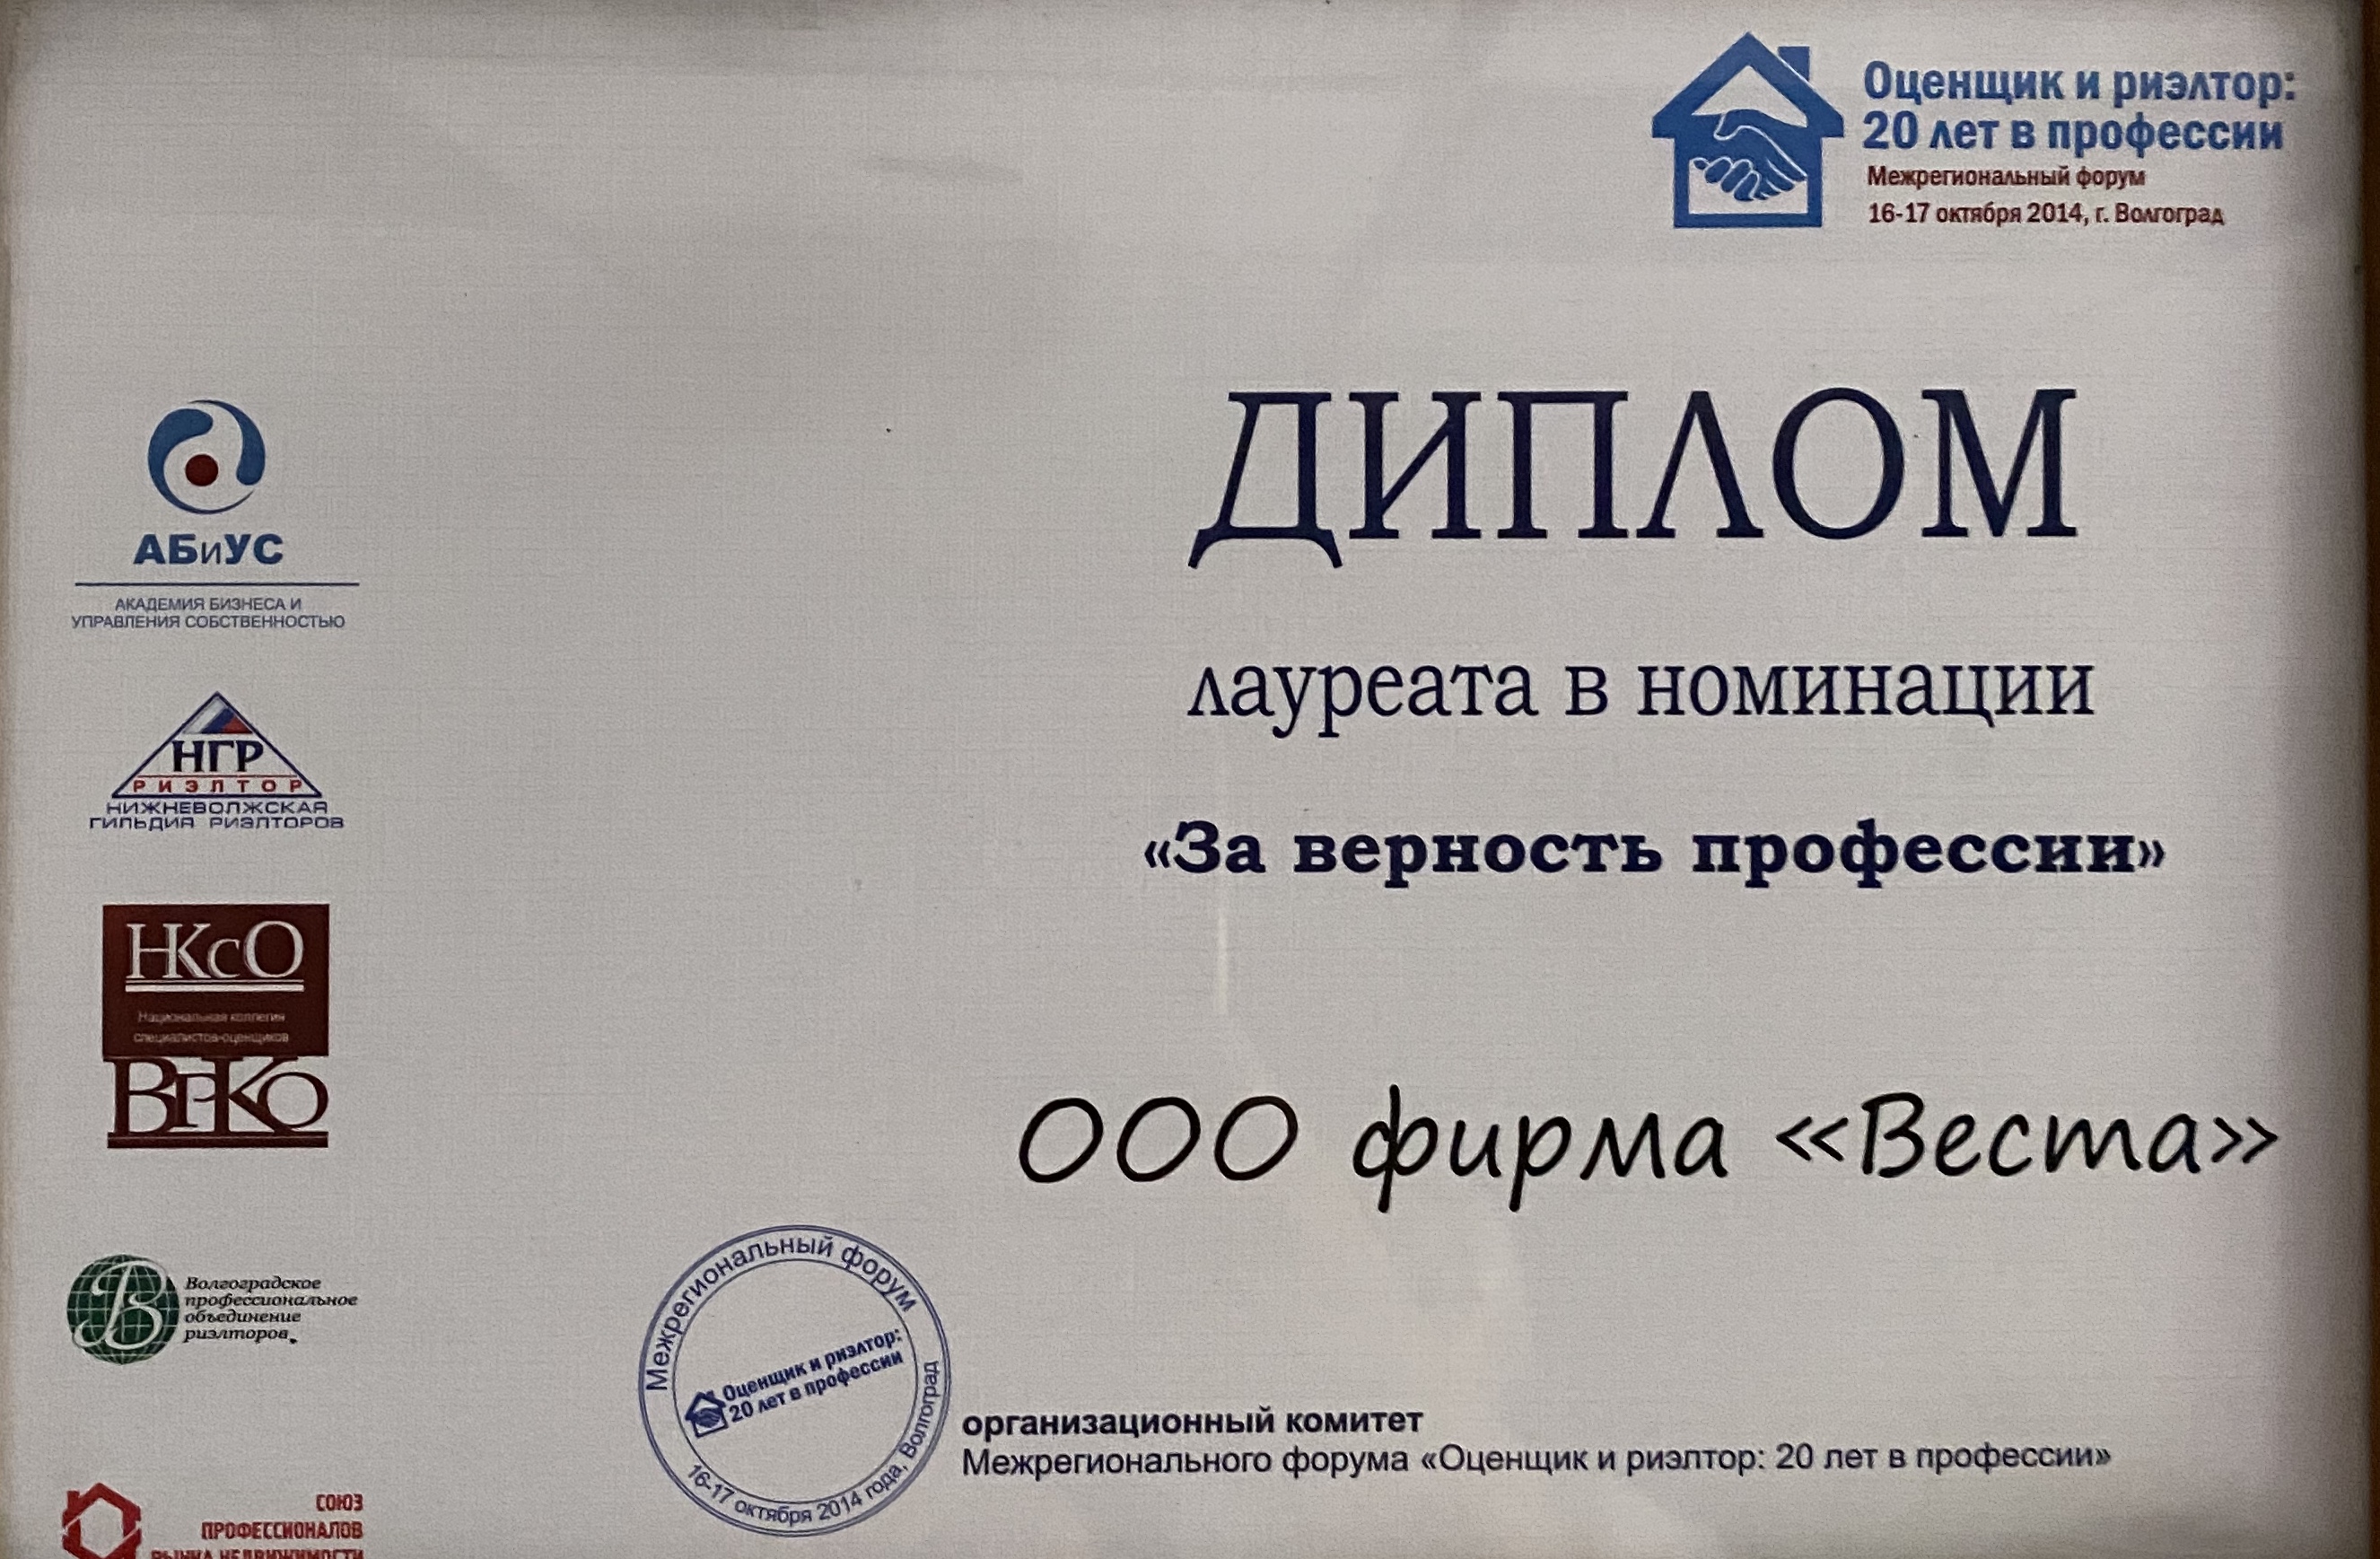 Оценщик и риэлтор:
20 лет в профессии
Межрегиональный форум
16-17 октября 2014, г. Волгоград
ДИПЛОМ
лауреата в номинации
«За верность профессии»
ООО фирма «Веста»
АБиУС
АКАДЕМИЯ БИЗНЕСА И
УПРАВЛЕНИЯ СОБСТВЕННОСТЬЮ
НГР
РИЭЛТОР
НИЖНЕВОЛЖСКАЯ
ГИЛЬДИЯ РИЭЛТОРОВ
НКсО
Национальная коллегия
специалистов-оценщиков
ВРКО
В
Волгоградское
профессиональное
объединение
риэлторов
СОЮЗ
ПРОФЕССИОНАЛОВ
РЫНКА НЕДВИЖИМОСТИ
Межрегиональный форум
Оценщик и риэлтор:
20 лет в профессии
16-17 октября 2014 года, Волгоград
организационный комитет
Межрегионального форума «Оценщик и риэлтор: 20 лет в профессии»